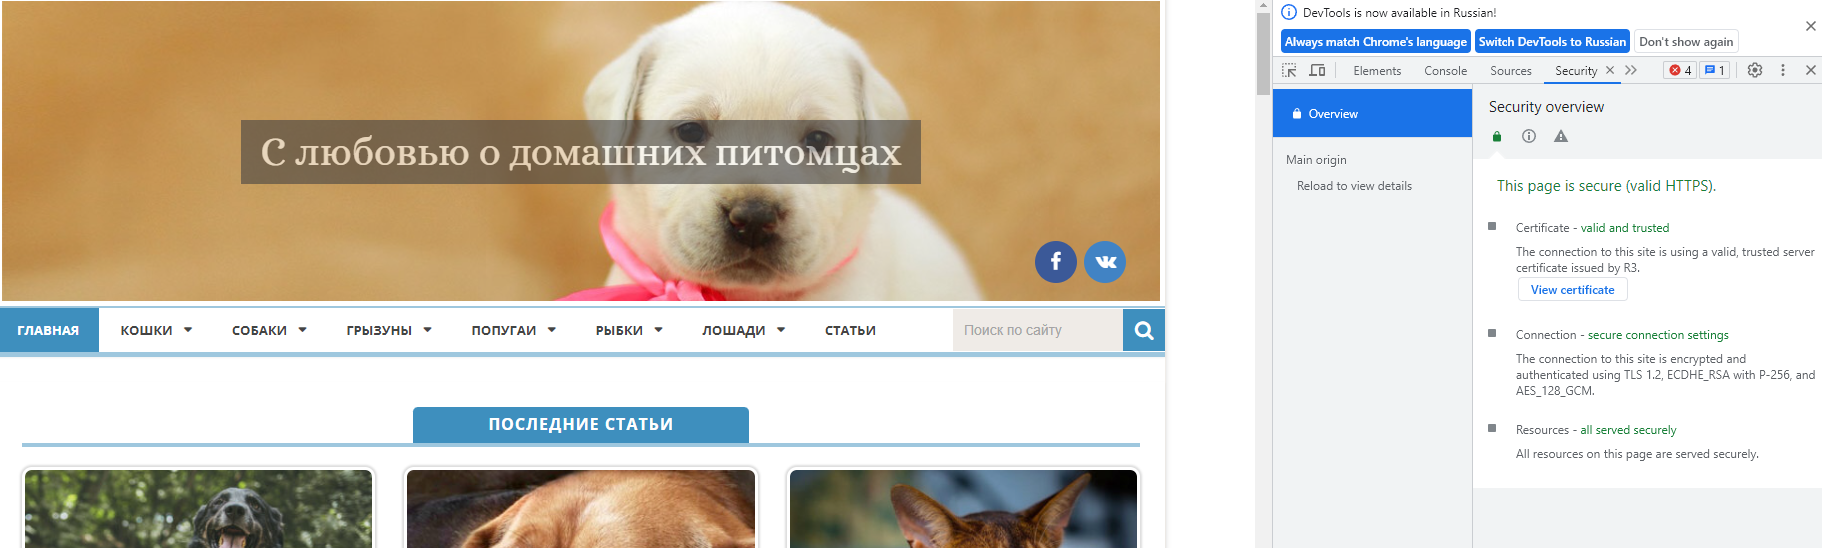 С любовью о домашних питомцах
f
ГЛАВНАЯ
КОШКИ
СОБАКИ
ГРЫЗУНЫ
ПОПУГАИ
РЫБКИ
ЛОШАДИ
СТАТЬИ
Поиск по сайту
ПОСЛЕДНИЕ СТАТЬИ
DevTools is now available in Russian!
Always match Chrome's language
Switch DevTools to Russian
Don't show again
Elements
Console
Sources
Security
4
1
Overview
Main origin
Reload to view details
Security overview
This page is secure (valid HTTPS).
Certificate - valid and trusted
The connection to this site is using a valid, trusted server
certificate issued by R3.
View certificate
Connection - secure connection settings
The connection to this site is encrypted and
authenticated using TLS 1.2, ECDHE_RSA with P-256, and
AES_128_GCM.
Resources - all served securely
All resources on this page are served securely.